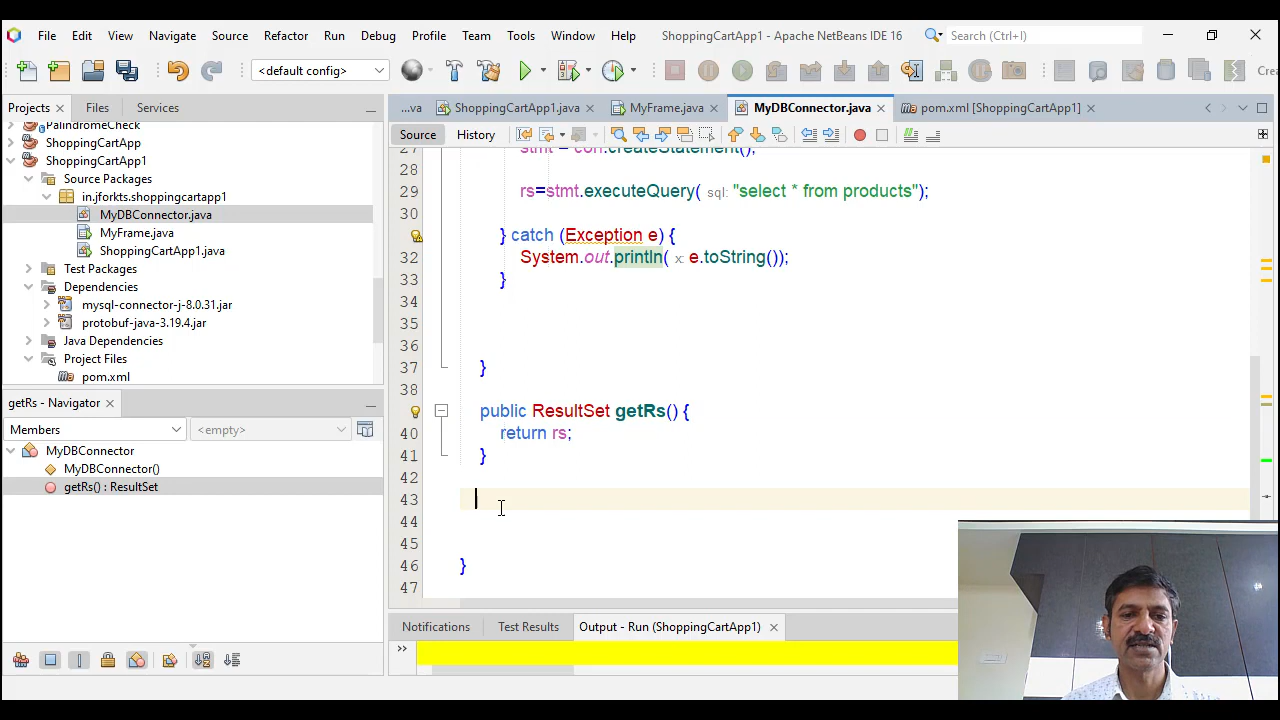 File Edit View Navigate Source Refactor Run Debug Profile Team Tools Window Help ShoppingCartApp1 - Apache NetBeans IDE 16 Search (Ctrl+I)
<default config>
Projects Files Services
...va ShoppingCartApp1.java MyFrame.java MyDBConnector.java pom.xml [ShoppingCartApp1]
Source History
PalindromeCheck
ShoppingCartApp
ShoppingCartApp1
Source Packages
in.jforkts.shoppingcartapp1
MyDBConnector.java
MyFrame.java
ShoppingCartApp1.java
Test Packages
Dependencies
mysql-connector-j-8.0.31.jar
protobuf-java-3.19.4.jar
Java Dependencies
Project Files
pom.xml
getRs - Navigator
Members <empty>
MyDBConnector
MyDBConnector()
getRs() : ResultSet
27 stmt = con.createStatement();
28
29 rs=stmt.executeQuery( sql: "select * from products");
30
} catch (Exception e) {
32 System.out.println( x: e.toString());
33 }
34
35
36
37 }
38
public ResultSet getRs() {
40 return rs;
41 }
42
43
44
45
46 }
47
Notifications Test Results Output - Run (ShoppingCartApp1)